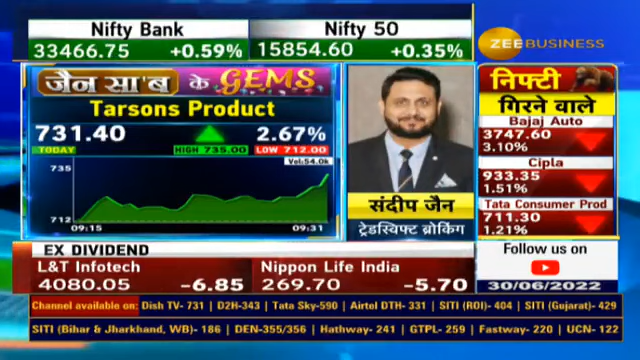 Nifty Bank
33466.75 +0.59%
Nifty 50
15854.60 +0.35%
ZEE BUSINESS
जैन सा'ब के GEMS
Tarsons Product
731.40 2.67%
TODAY HIGH 735.00 LOW 712.00
Vol:54.0k
735
712
09:15 09:31
संदीप जैन
ट्रेडस्विफ्ट ब्रोकिंग
निफ्टी
गिरने वाले
Bajaj Auto
3747.60
3.10%
Cipla
933.35
1.51%
Tata Consumer Prod
711.30
1.21%
EX DIVIDEND
L&T Infotech
4080.05 -6.85
Nippon Life India
269.70 -5.70
Follow us on
30/06/2022
Channel available on: Dish TV- 731 | D2H-343 | Tata Sky-590 | Airtel DTH- 331 | SITI (ROI)- 404 | SITI (Gujarat)- 429
SITI (Bihar & Jharkhand, WB)- 186 | DEN-355/356 | Hathway- 241 | GTPL- 259 | Fastway- 220 | UCN- 122